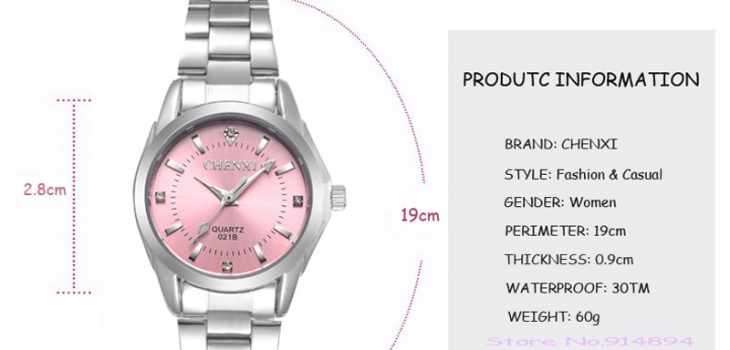 2.8cm
CHENXI
QUARTZ
021B
19cm
PRODUTC INFORMATION
BRAND: CHENXI
STYLE: Fashion & Casual
GENDER: Women
PERIMETER: 19cm
THICKNESS: 0.9cm
WATERPROOF: 30TM
WEIGHT: 60g
Store No.914894